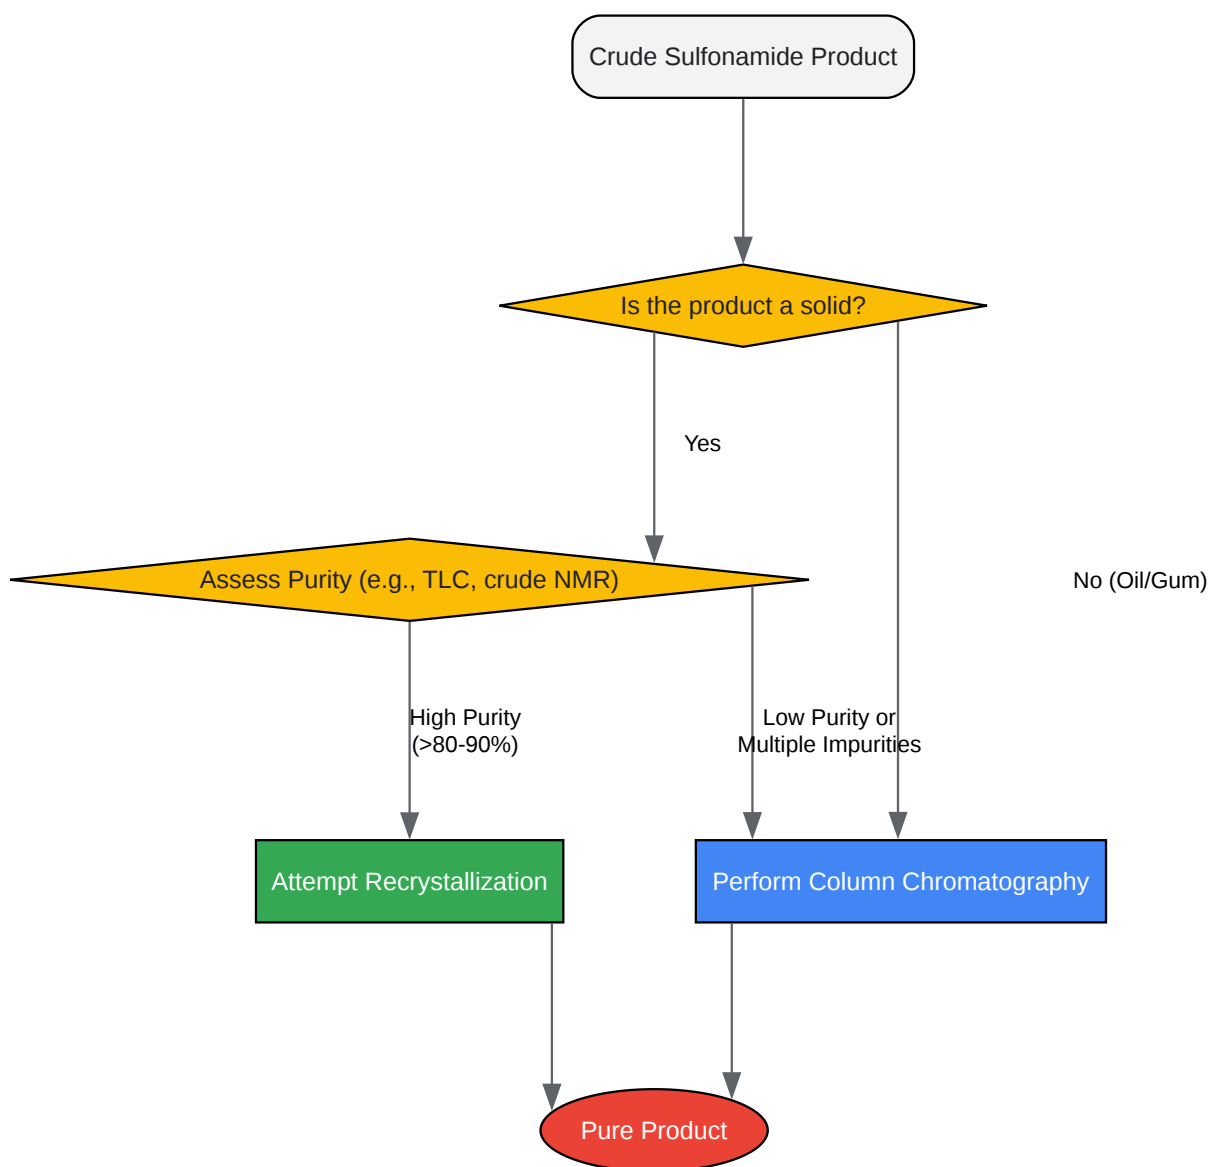 Crude Sulfonamide Product
Is the product a solid?
Yes
Assess Purity (e.g., TLC, crude NMR)
No (Oil/Gum)
High Purity
(>80-90%)
Low Purity or
Multiple Impurities
Attempt Recrystallization
Perform Column Chromatography
Pure Product